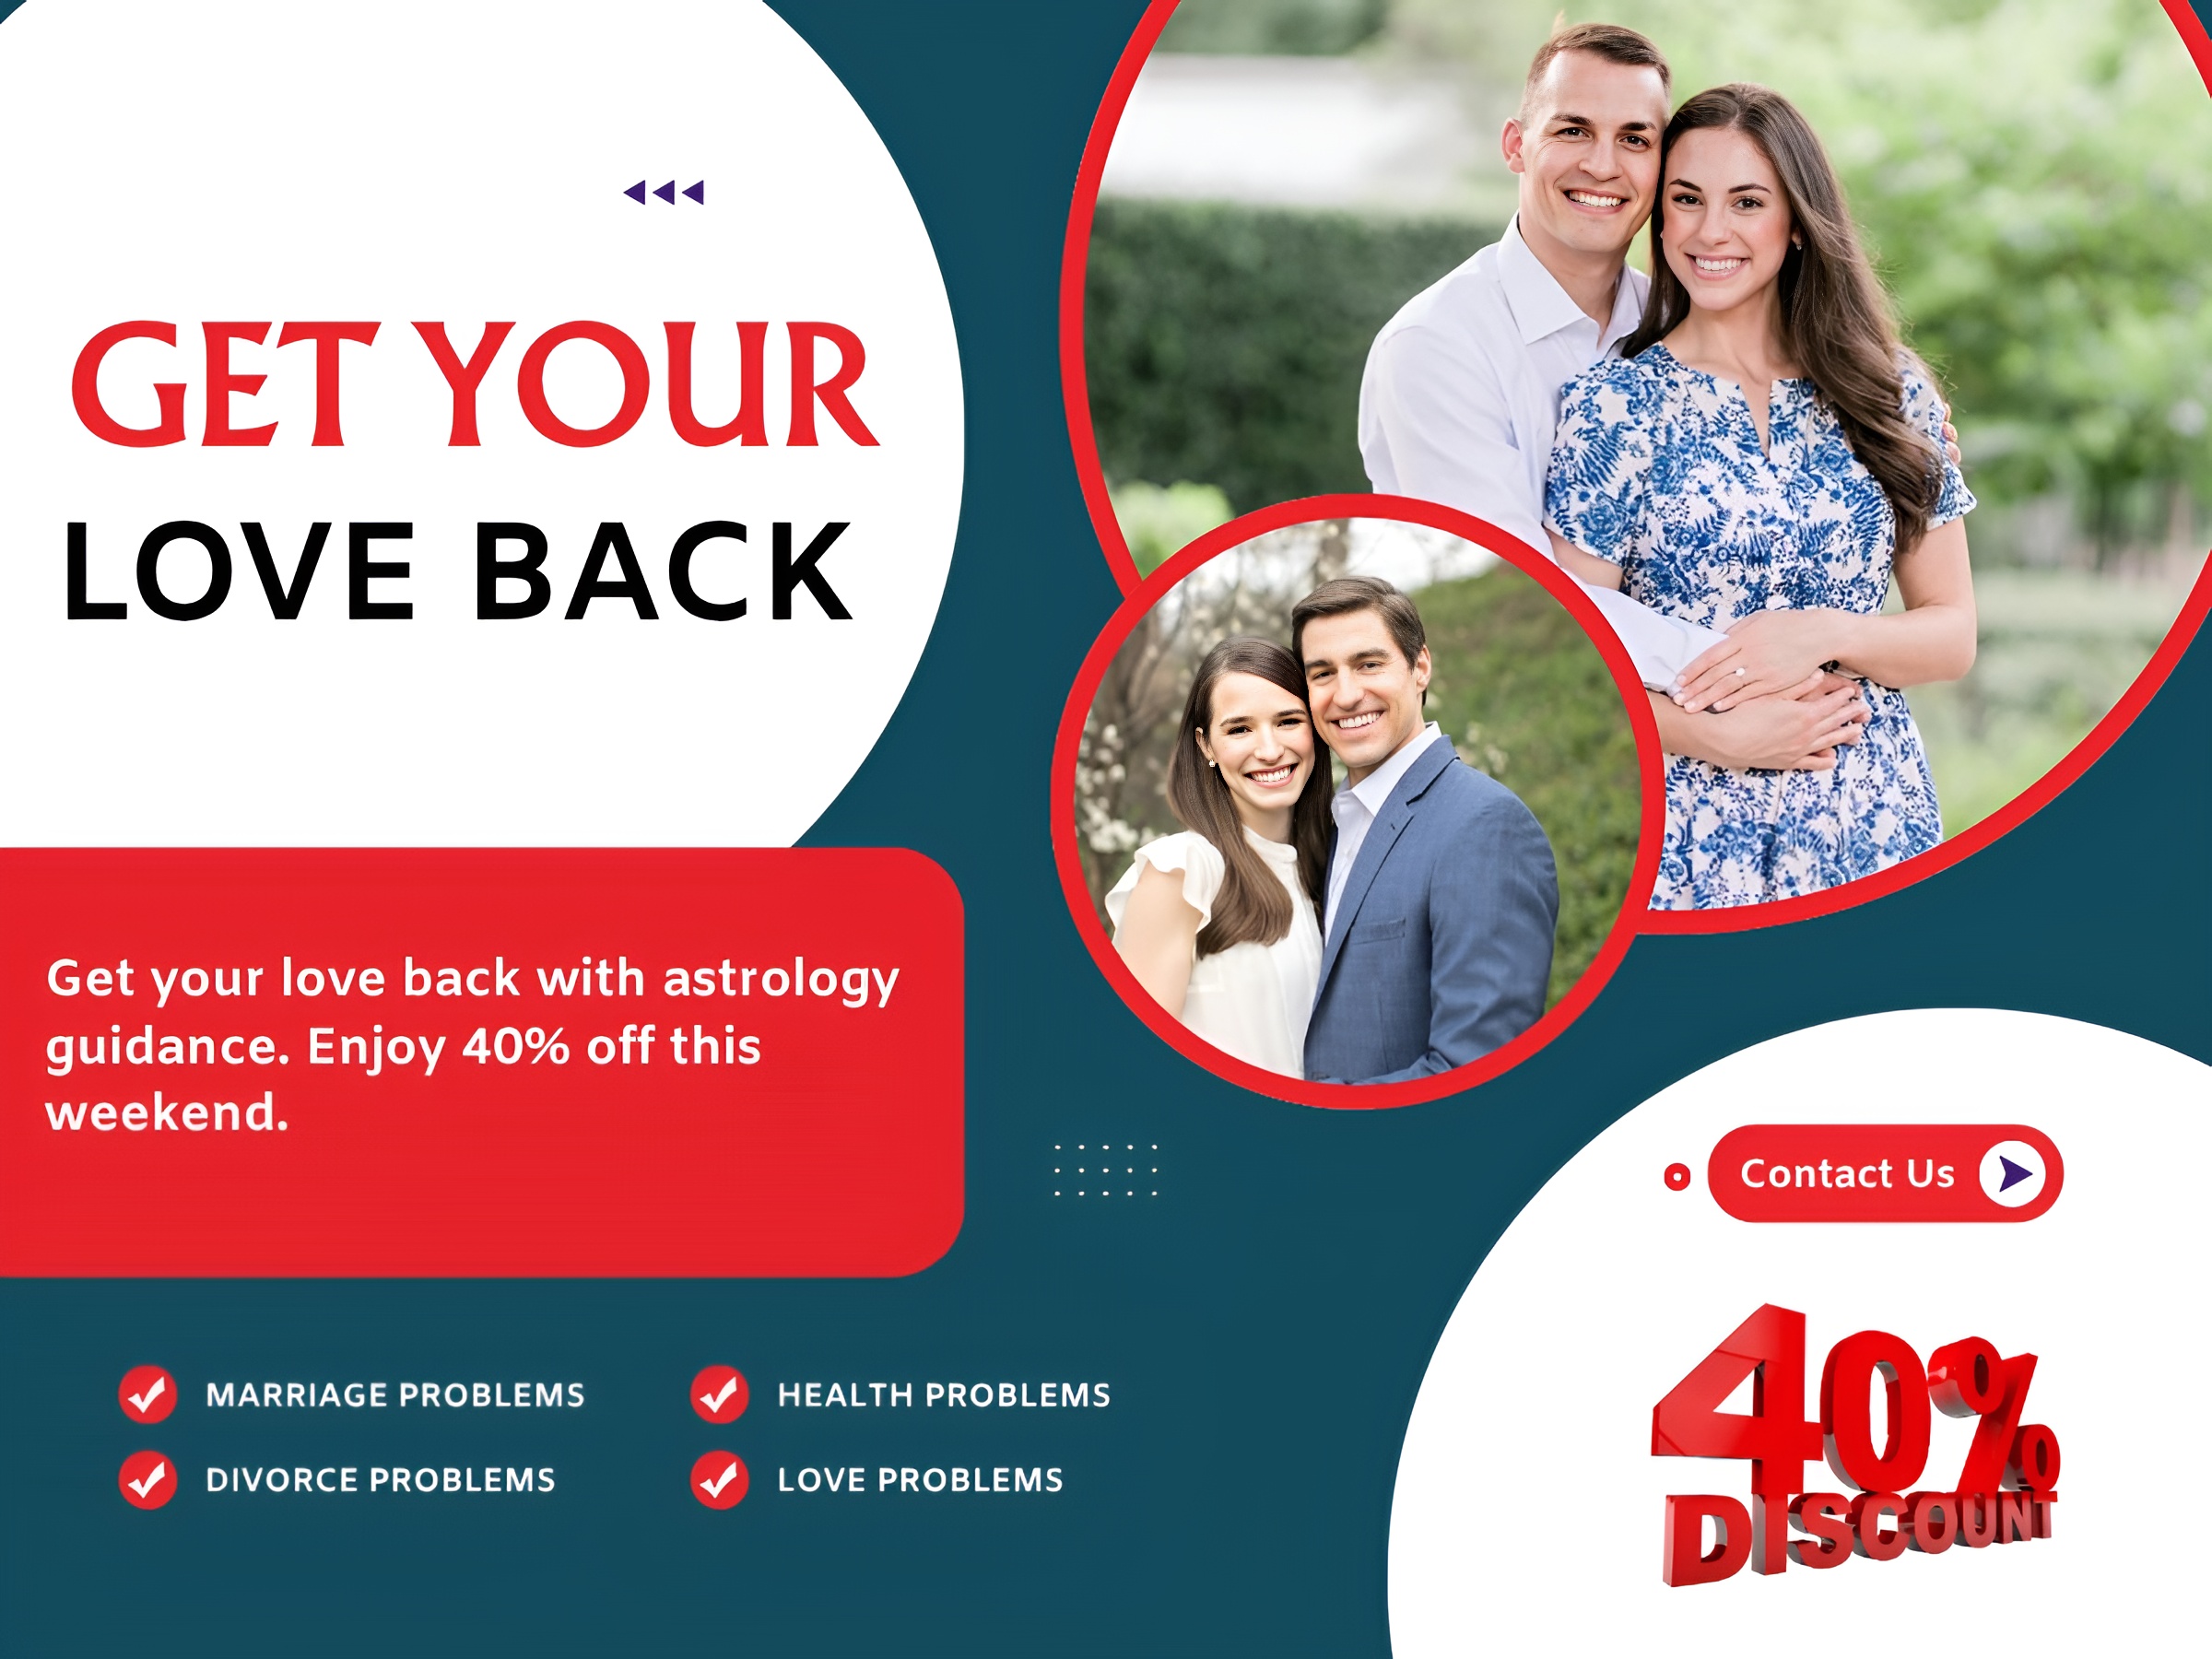 GET YOUR
LOVE BACK
Get your love back with astrology
guidance. Enjoy 40% off this
weekend.
Contact Us
MARRIAGE PROBLEMS
HEALTH PROBLEMS
DIVORCE PROBLEMS
LOVE PROBLEMS
40%
DISCOUNT